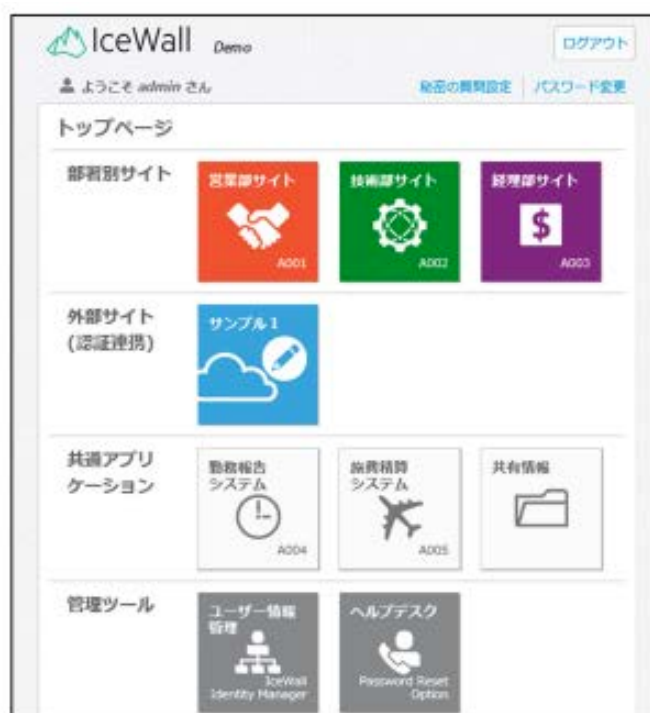 IceWall Demo
ログアウト
ようこそ admin さん
秘密の質問設定
パスワード変更
トップページ
部署別サイト
営業部サイト
A001
技術部サイト
A002
経理部サイト
A003
外部サイト
(認証連携)
サンプル1
共通アプリ
ケーション
勤務報告
システム
A004
旅費精算
システム
A005
共有情報
管理ツール
ユーザー情報
管理
IceWall
Identity Manager
ヘルプデスク
Password Reset
Option